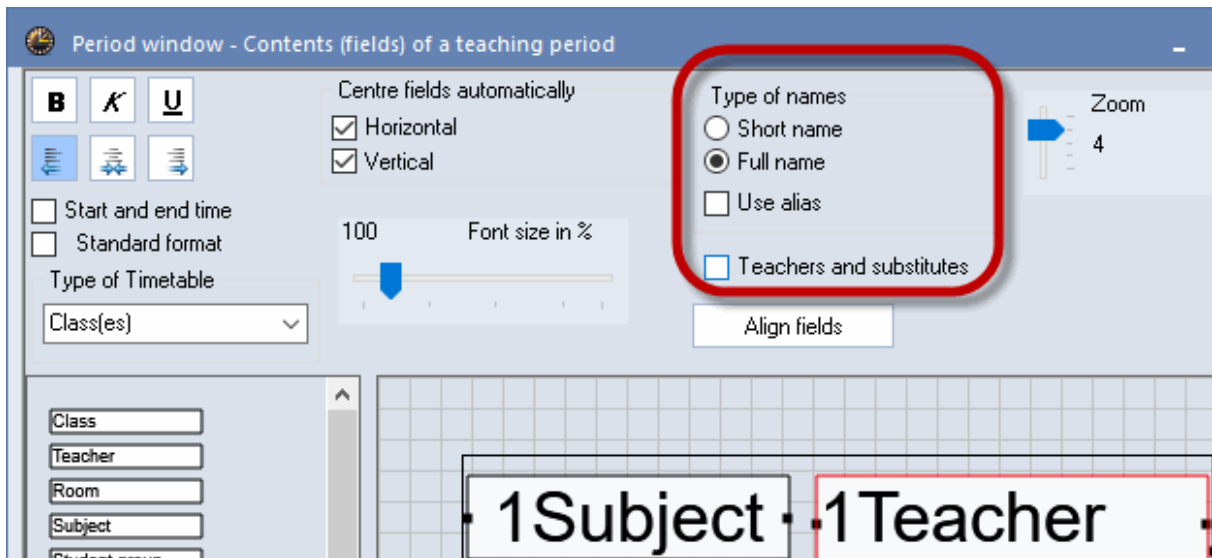 Period window - Contents (fields) of a teaching period
B K U
Start and end time
Standard format
Type of Timetable
Class(es)
Centre fields automatically
Horizontal
Vertical
100 Font size in %
Type of names
Short name
Full name
Use alias
Teachers and substitutes
Align fields
Zoom
4
Class
Teacher
Room
Subject
Student group
1Subject 1Teacher